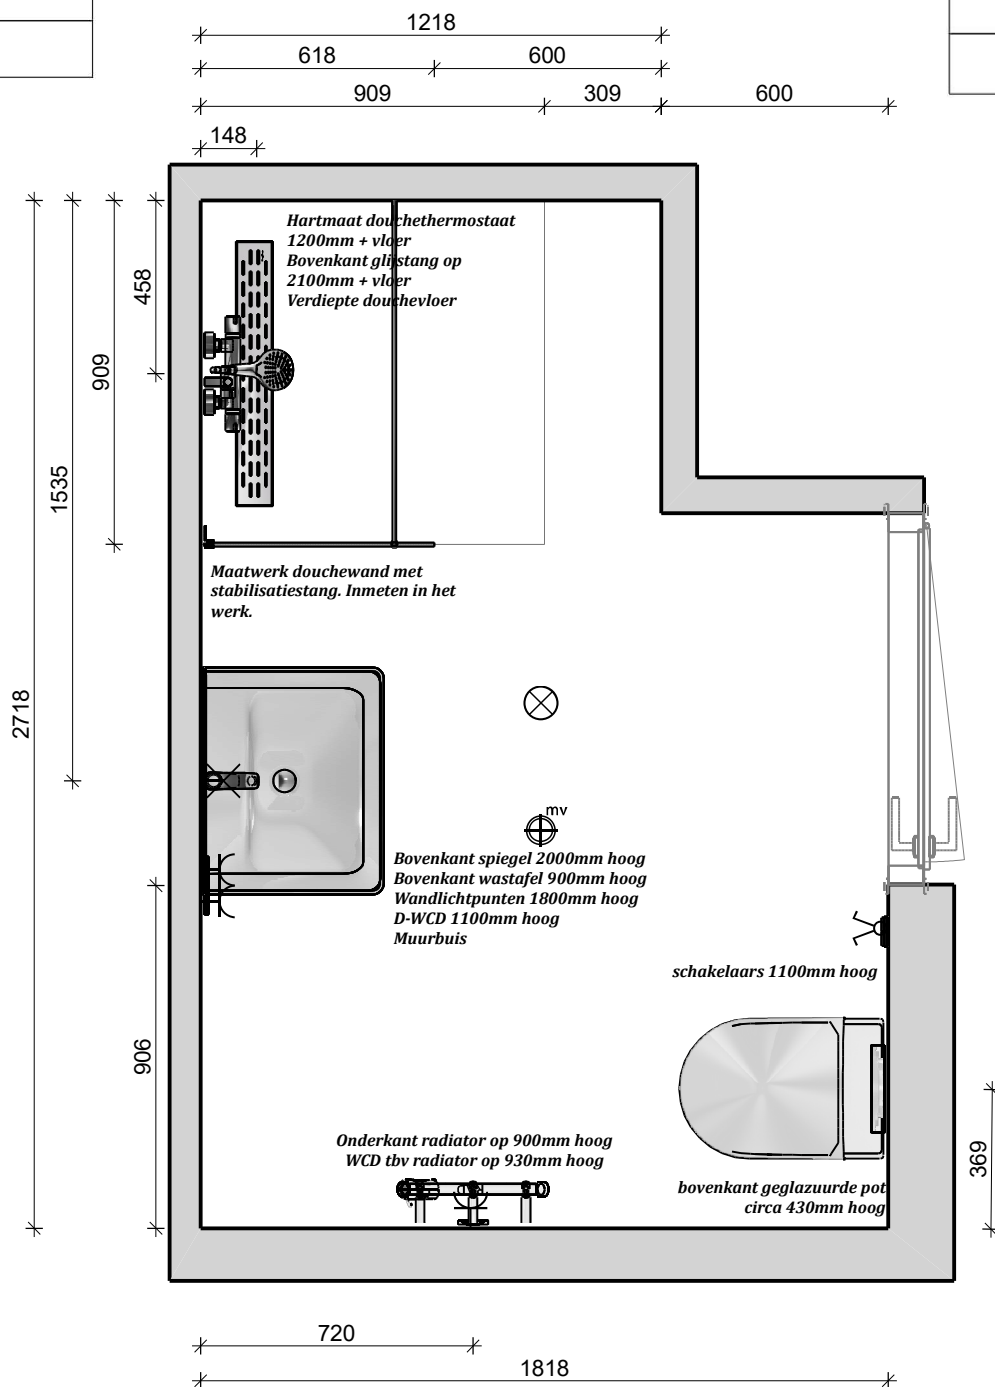 1218
618 600
909 309 600
148
458
909
1535
2718
906
369
Hartmaat douchethermostaat
1200mm + vloer
Bovenkant glijstang op
2100mm + vloer
Verdiepte douchevloer
Maatwerk douchewand met
stabilisatiestang. Inmeten in het
werk.
mv
Bovenkant spiegel 2000mm hoog
Bovenkant wastafel 900mm hoog
Wandlichtpunten 1800mm hoog
D-WCD 1100mm hoog
Muurbuis
schakelaars 1100mm hoog
Onderkant radiator op 900mm hoog
WCD tbv radiator op 930mm hoog
bovenkant geglazuurde pot
circa 430mm hoog
720
1818